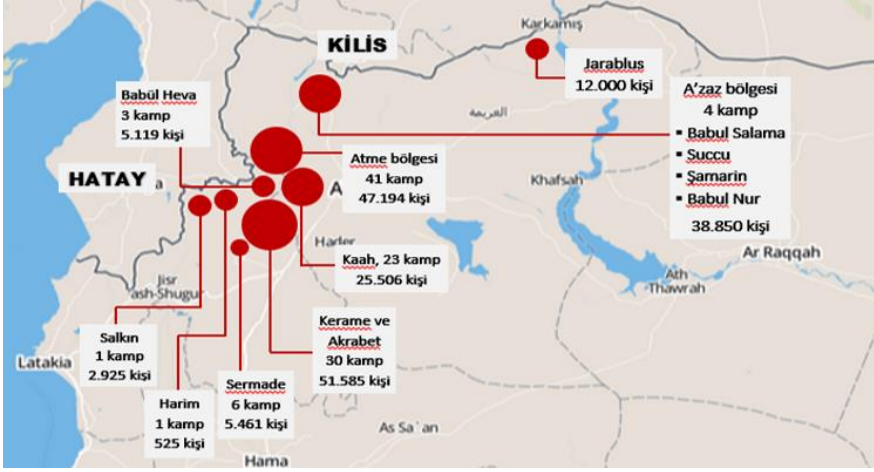 Karkamış
KİLİS
Jarablus
12.000 kişi
Babül Heva
3 kamp
5.119 kişi
A'zaz bölgesi
4 kamp
▪ Babul Salama
▪ Succu
▪ Şamarin
▪ Babul Nur
38.850 kişi
العريمة
Atme bölgesi
41 kamp
47.194 kişi
HATAY
a
A
Khafsah
Hader
Kaah, 23 kamp
25.506 kişi
Ar Raqqah
Ath
Thawrah
Jisr
ash-Shugur
Kerame ve
Akrabet
30 kamp
51.585 kişi
Salkın
1 kamp
2.925 kişi
Latakia
Sermade
6 kamp
5.461 kişi
Harim
1 kamp
525 kişi
As Sa`an
Hama